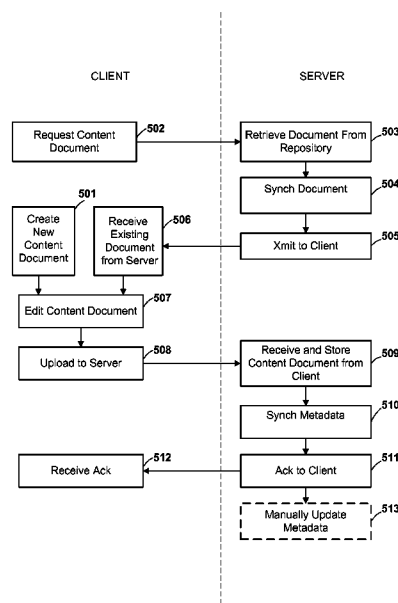 CLIENT
SERVER
Request Content
Document
502
Retrieve Document From
Repository
503
Synch Document
504
Xmit to Client
505
501
Create
New
Content
Document
Receive
Existing
Document
from Server
506
Edit Content Document
507
Upload to Server
508
Receive and Store
Content Document from
Client
509
Synch Metadata
510
Ack to Client
511
Receive Ack
512
Manually Update
Metadata
513